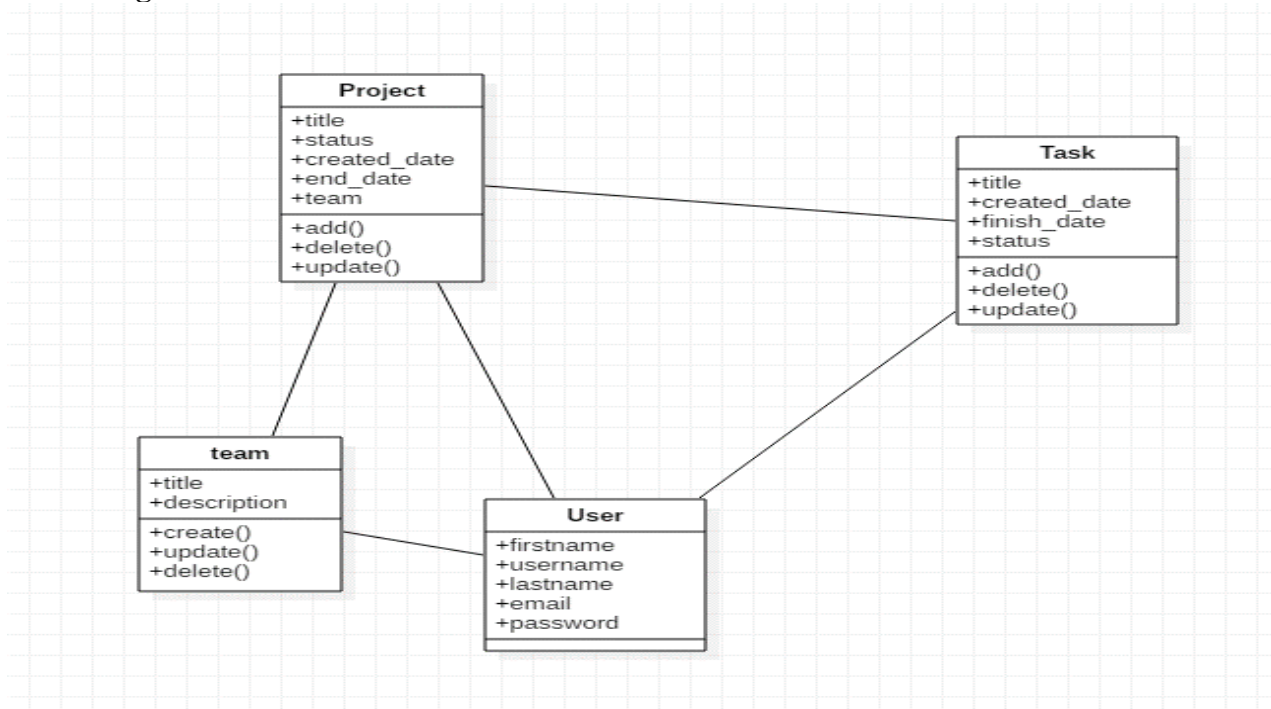 Project
+title
+status
+created_date
+end_date
+team
+add()
+delete()
+update()
Task
+title
+created_date
+finish_date
+status
+add()
+delete()
+update()
team
+title
+description
+create()
+update()
+delete()
User
+firstname
+username
+lastname
+email
+password